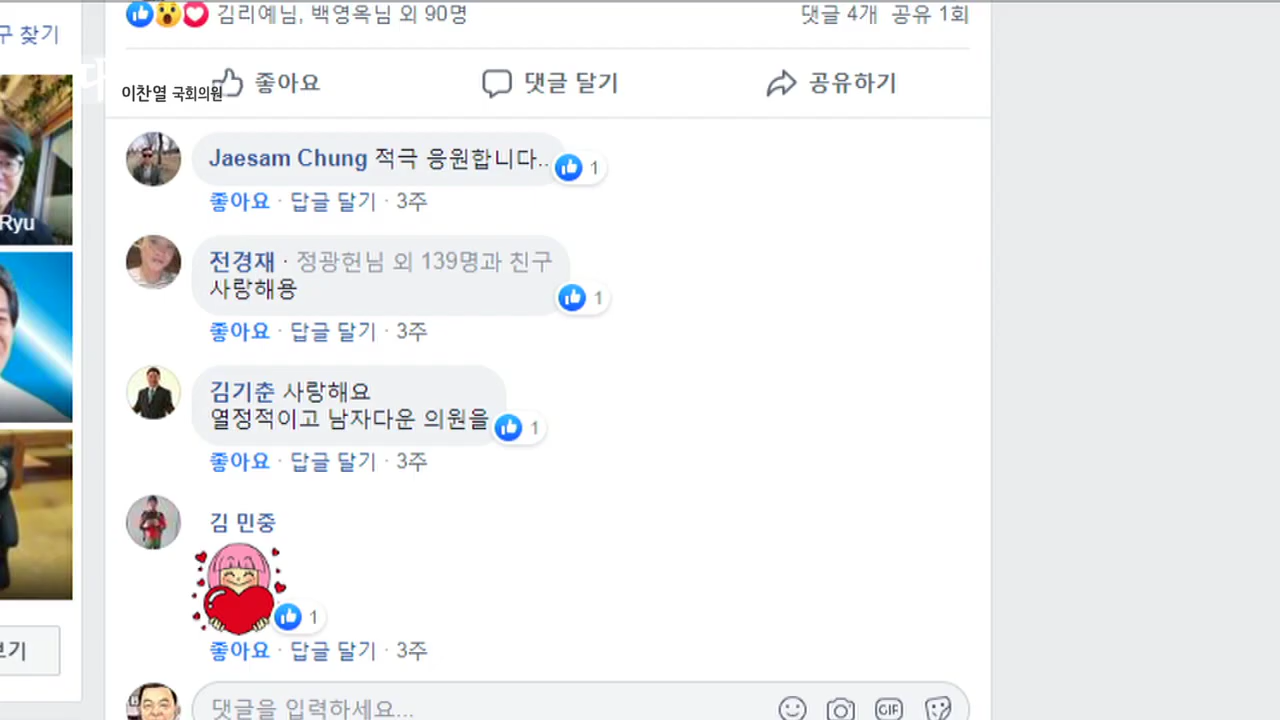 김리예님, 백영옥님 외 90명
댓글 4개 공유 1회
구 찾기
이찬열 국회의원
좋아요
댓글 달기
공유하기
Jaesam Chung 적극 응원합니다..
1
좋아요 · 답글 달기 · 3주
Ryu
전경재 · 정광헌님 외 139명과 친구
사랑해용
1
좋아요 · 답글 달기 · 3주
김기춘 사랑해요
열정적이고 남자다운 의원을
1
좋아요 · 답글 달기 · 3주
김 민중
1
좋아요 · 답글 달기 · 3주
보기
댓글을 입력하세요...
GIF